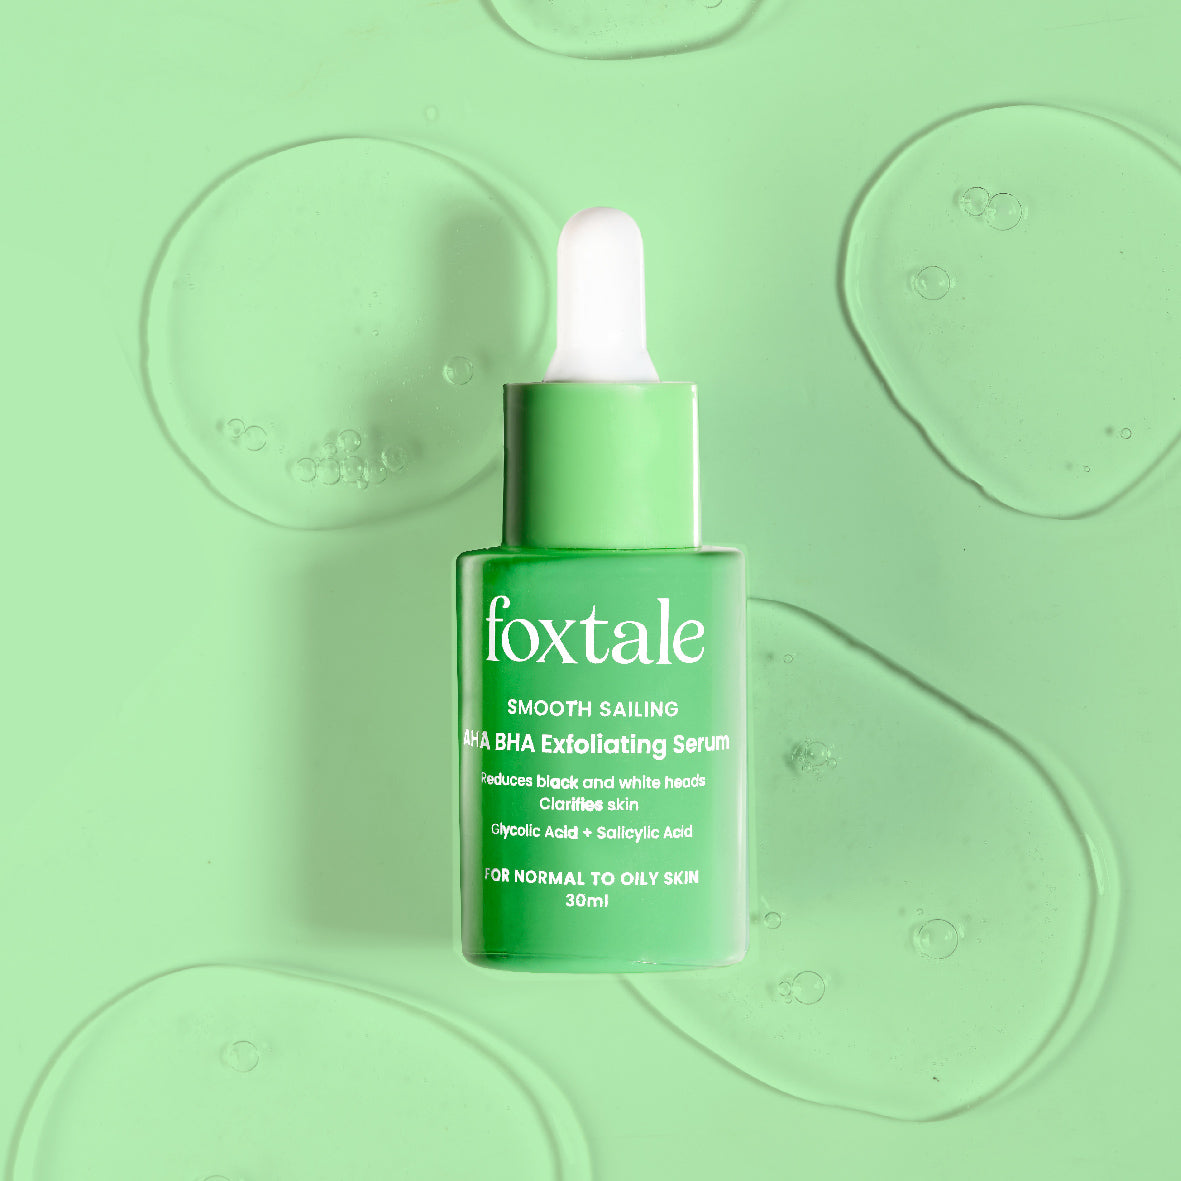 foxtale
SMOOTH SAILING
AHA BHA Exfoliating Serum
Reduces black and white heads
Clarifies skin
Glycolic Acid + Salicylic Acid
FOR NORMAL TO OILY SKIN
30ml